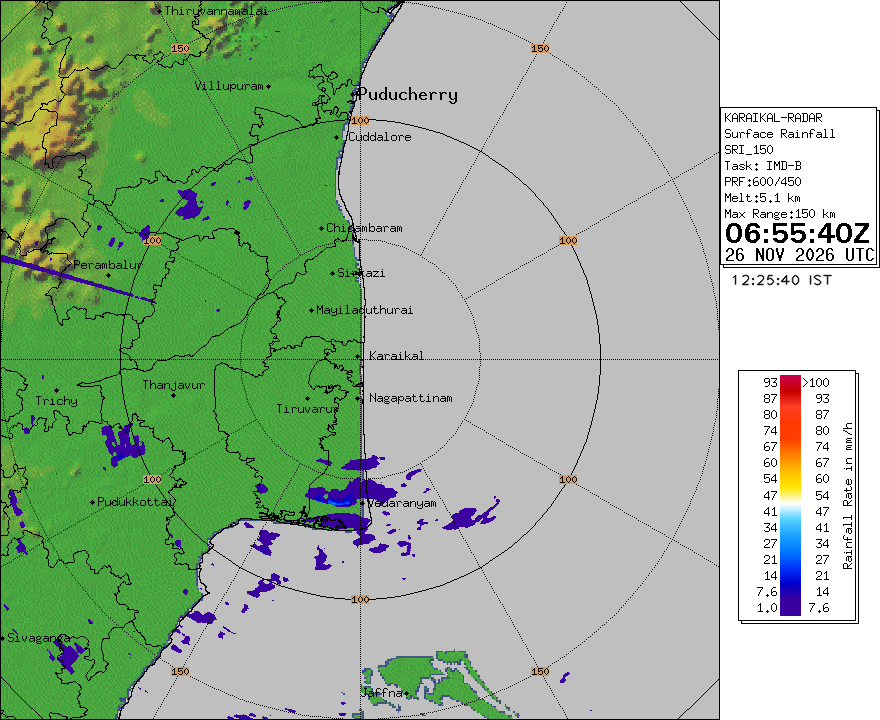 Thiruvannamalai
150
150
Villupuram
Puducherry
100
Cuddalore
KARAIKAL-RADAR
Surface Rainfall
SRI_150
Task: IMD-B
PRF:600/450
Melt:5.1 km
Max Range:150 km
06:55:40Z
26 NOV 2026 UTC
12:25:40 IST
Chidambaram
100
100
Perambalur
Sirkazi
Mayiladuthurai
Karaikal
Thanjavur
Trichy
Tiruvarur
Nagapattinam
93 >100
87 93
80 87
74 80
67 74
60 67
54 60
47 54
41 47
34 41
27 34
21 27
14 21
7.6 14
1.0 7.6
Rainfall Rate in mm/h
100
100
Pudukkottai
Vedaranyam
100
Sivaganga
150
150
Jaffna